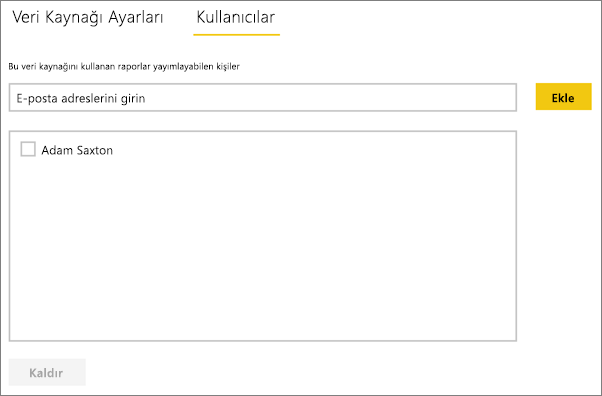 Veri Kaynağı Ayarları Kullanıcılar
Bu veri kaynağını kullanan raporlar yayımlayabilen kişiler
E-posta adreslerini girin Ekle
Adam Saxton
Kaldır